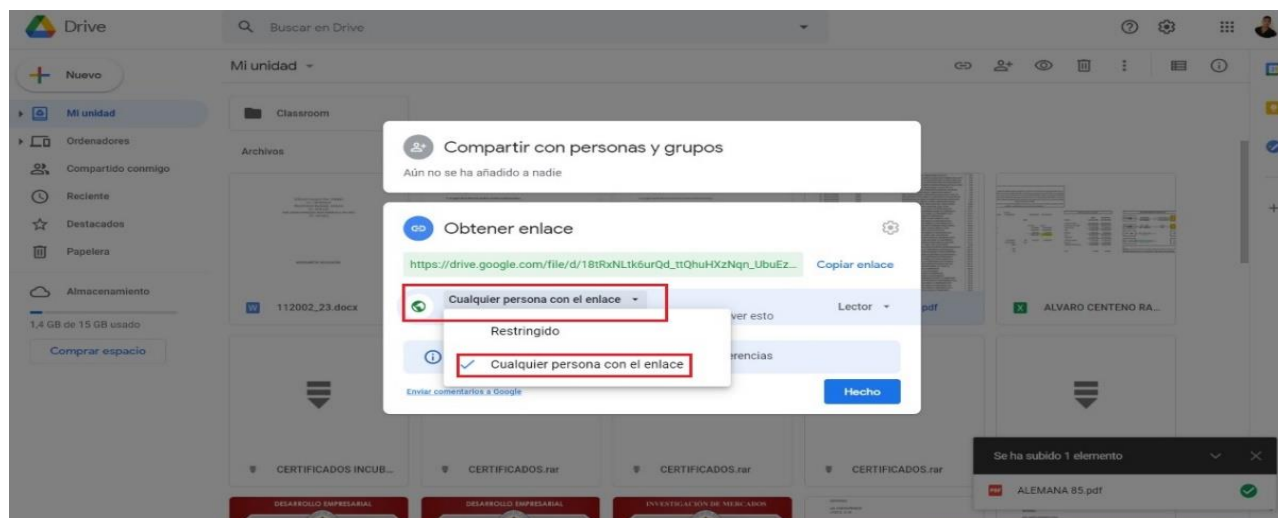 Drive
Buscar en Drive
Nuevo
Mi unidad
Mi unidad
Ordenadores
Compartido conmigo
Reciente
Destacados
Papelera
Almacenamiento
1,4 GB de 15 GB usado
Comprar espacio
Classroom
Archivos
Compartir con personas y grupos
Aún no se ha añadido a nadie
Obtener enlace
https://drive.google.com/file/d/18tRxNLtk6urQd_ttQhuHXzNqn_UbuEz...
Copiar enlace
Cualquier persona con el enlace
ver esto
Lector
Restringido
Cualquier persona con el enlace
erencias
Enviar comentarios a Google
Hecho
112002_23.docx
pdf
ALVARO CENTENO RA...
CERTIFICADOS INCUB...
CERTIFICADOS.rar
CERTIFICADOS.rar
CERTIFICADOS.rar
Se ha subido 1 elemento
PDF
ALEMANA 85.pdf
DESARROLLO EMPRESARIAL
DESARROLLO EMPRESARIAL
INVESTIGACIÓN DE MERCADOS